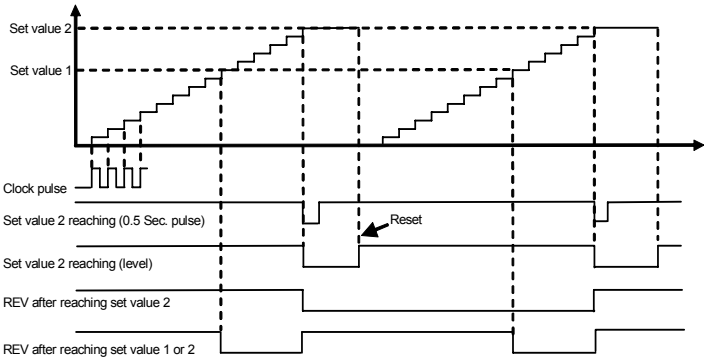 Set value 2
Set value 1
Clock pulse
Set value 2 reaching (0.5 Sec. pulse)
Reset
Set value 2 reaching (level)
REV after reaching set value 2
REV after reaching set value 1 or 2